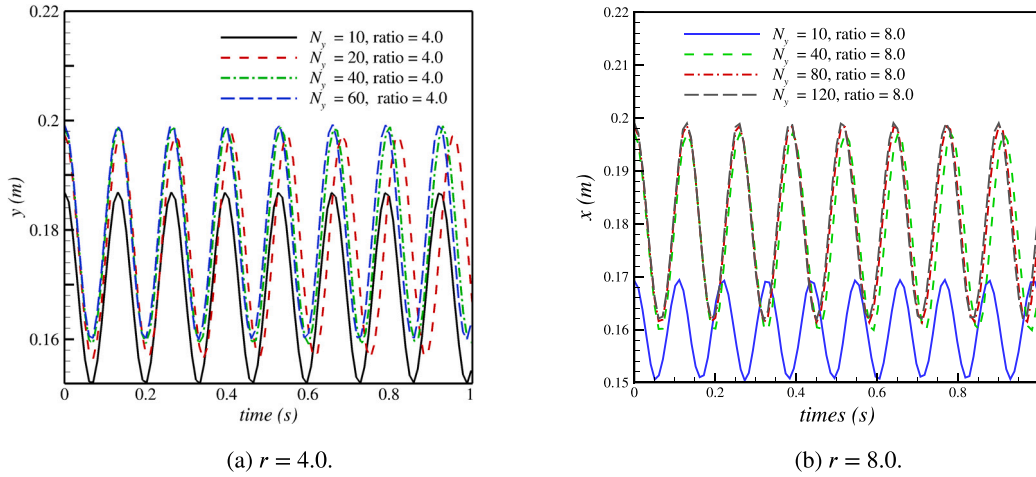 0.22
N_y = 10, ratio = 4.0
N_y = 20, ratio = 4.0
N_y = 40, ratio = 4.0
N_y = 60, ratio = 4.0
0.2
0.18
0.16
y (m)
0 0.2 0.4 0.6 0.8 1
time (s)
(a) r = 4.0.
0.22
N_y = 10, ratio = 8.0
N_y = 40, ratio = 8.0
N_y = 80, ratio = 8.0
N_y = 120, ratio = 8.0
0.21
0.2
0.19
0.18
0.17
0.16
0.15
x (m)
0 0.2 0.4 0.6 0.8
times (s)
(b) r = 8.0.